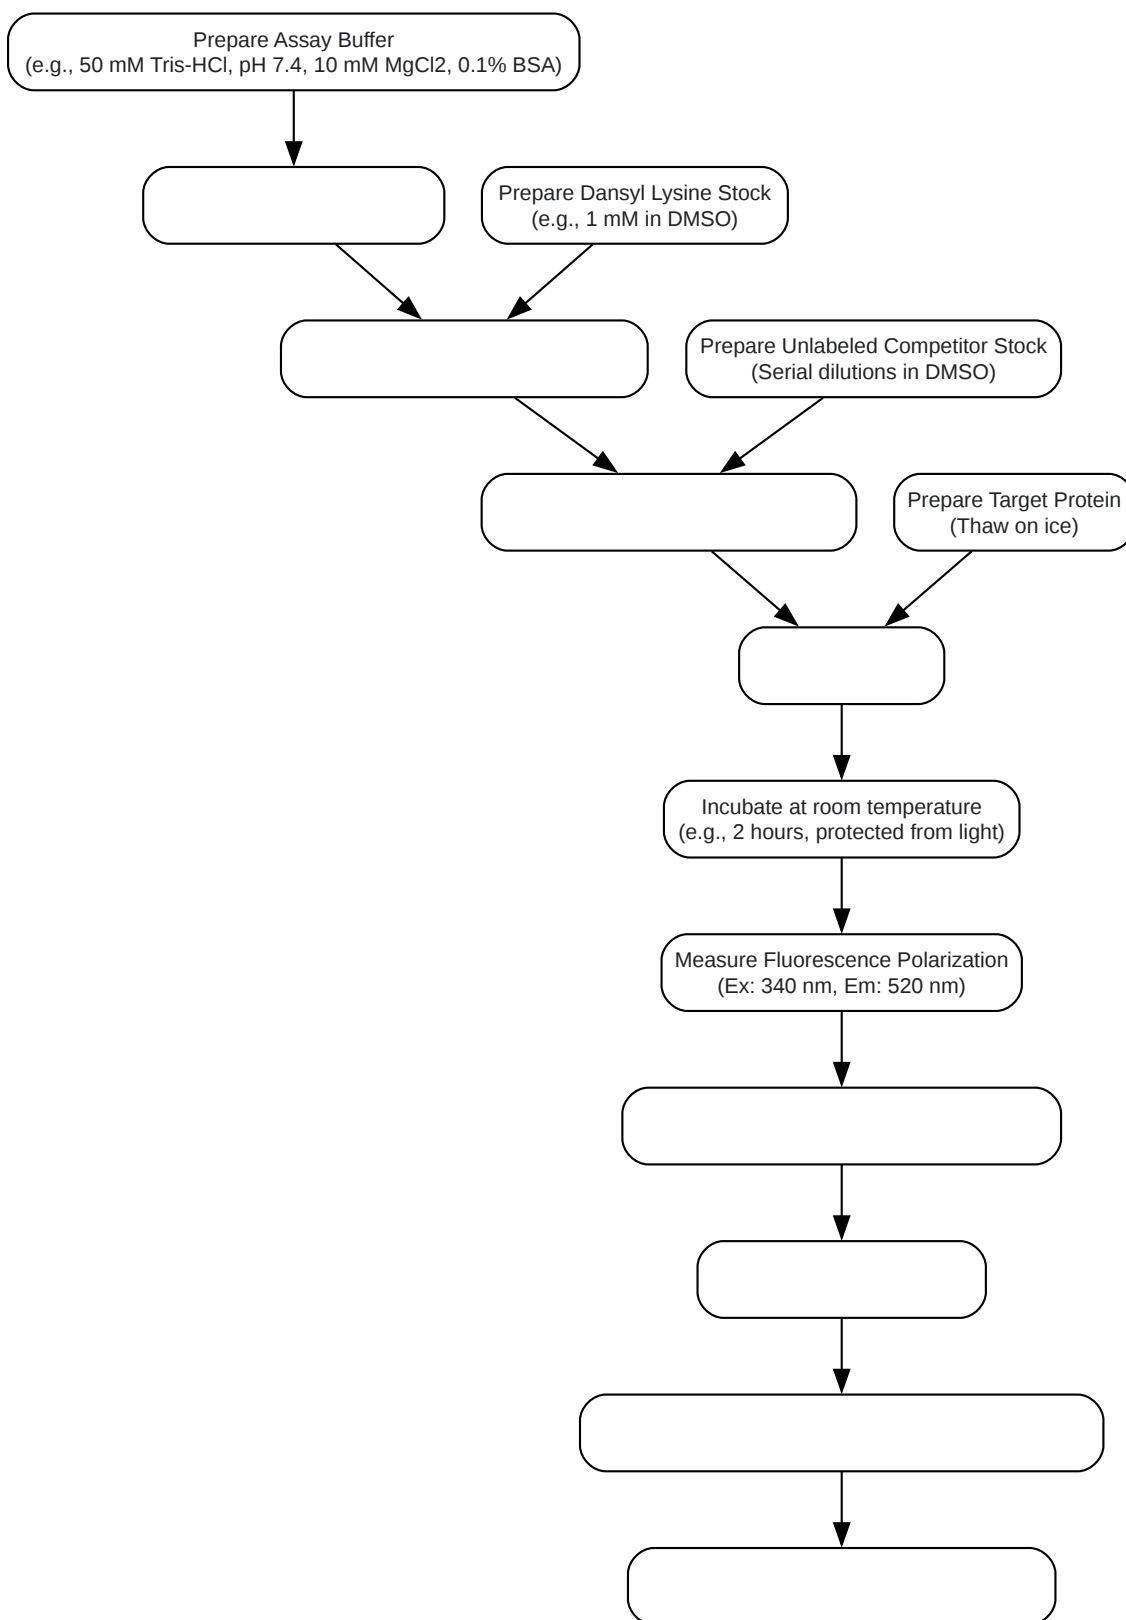 Prepare Assay Buffer
(e.g., 50 mM Tris-HCl, pH 7.4, 10 mM MgCl2, 0.1% BSA)
Prepare Dansyl Lysine Stock
(e.g., 1 mM in DMSO)
Prepare Unlabeled Competitor Stock
(Serial dilutions in DMSO)
Prepare Target Protein
(Thaw on ice)
Incubate at room temperature
(e.g., 2 hours, protected from light)
Measure Fluorescence Polarization
(Ex: 340 nm, Em: 520 nm)